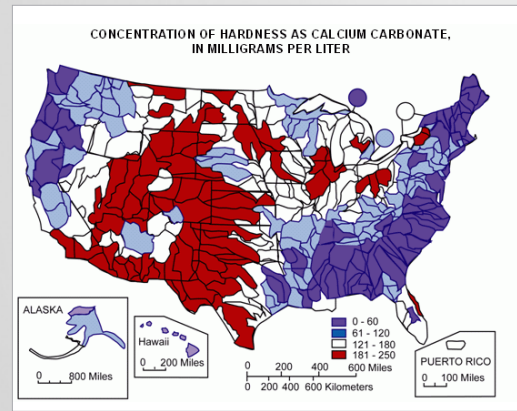 CONCENTRATION OF HARDNESS AS CALCIUM CARBONATE,
IN MILLIGRAMS PER LITER
ALASKA
0 800 Miles
Hawaii
0 200 Miles
0 200 400 600 Miles
0 200 400 600 Kilometers
0 - 60
61 - 120
121 - 180
181 - 250
PUERTO RICO
0 100 Miles